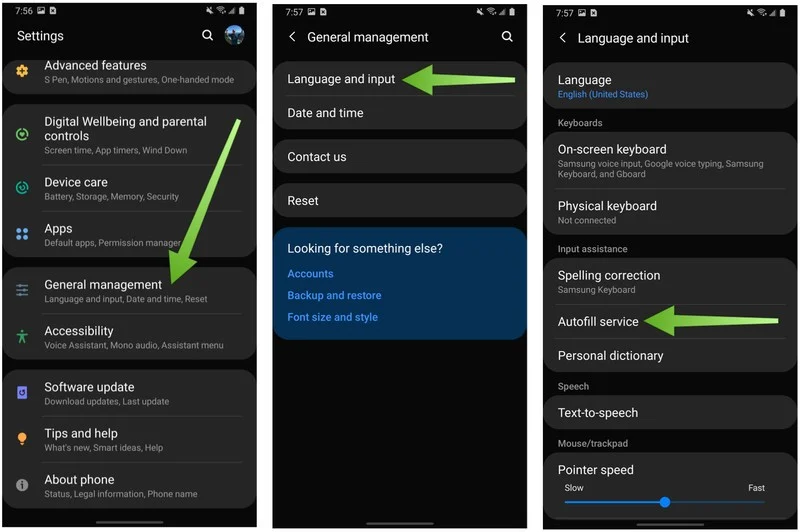 7:56
Settings
Advanced features
S Pen, Motions and gestures, One-handed mode
Digital Wellbeing and parental
controls
Screen time, App timers, Wind Down
Device care
Battery, Storage, Memory, Security
Apps
Default apps, Permission manager
General management
Language and input, Date and time, Reset
Accessibility
Voice Assistant, Mono audio, Assistant menu
Software update
Download updates, Last update
Tips and help
What's new, Smart ideas, Help
About phone
Status, Legal information, Phone name
7:57
General management
Language and input
Date and time
Contact us
Reset
Looking for something else?
Accounts
Backup and restore
Font size and style
7:57
Language and input
Language
English (United States)
Keyboards
On-screen keyboard
Samsung voice input, Google voice typing, Samsung
Keyboard, and Gboard
Physical keyboard
Not connected
Input assistance
Spelling correction
Samsung Keyboard
Autofill service
Personal dictionary
Speech
Text-to-speech
Mouse/trackpad
Pointer speed
Slow Fast